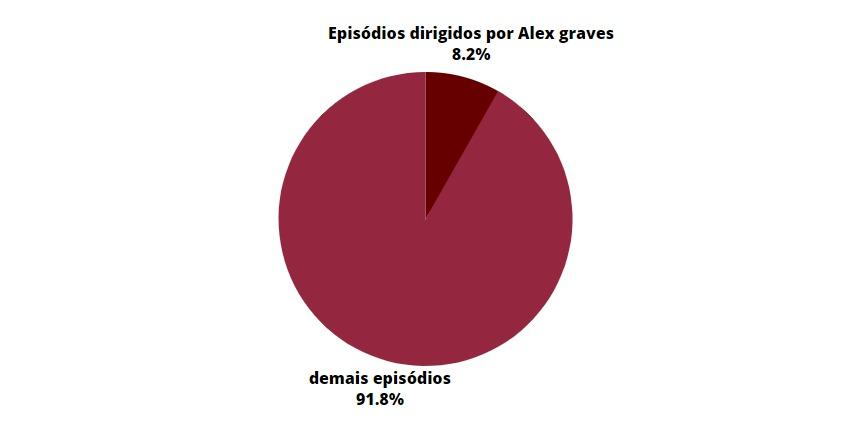 Episódios dirigidos por Alex graves
8.2%
demais episódios
91.8%